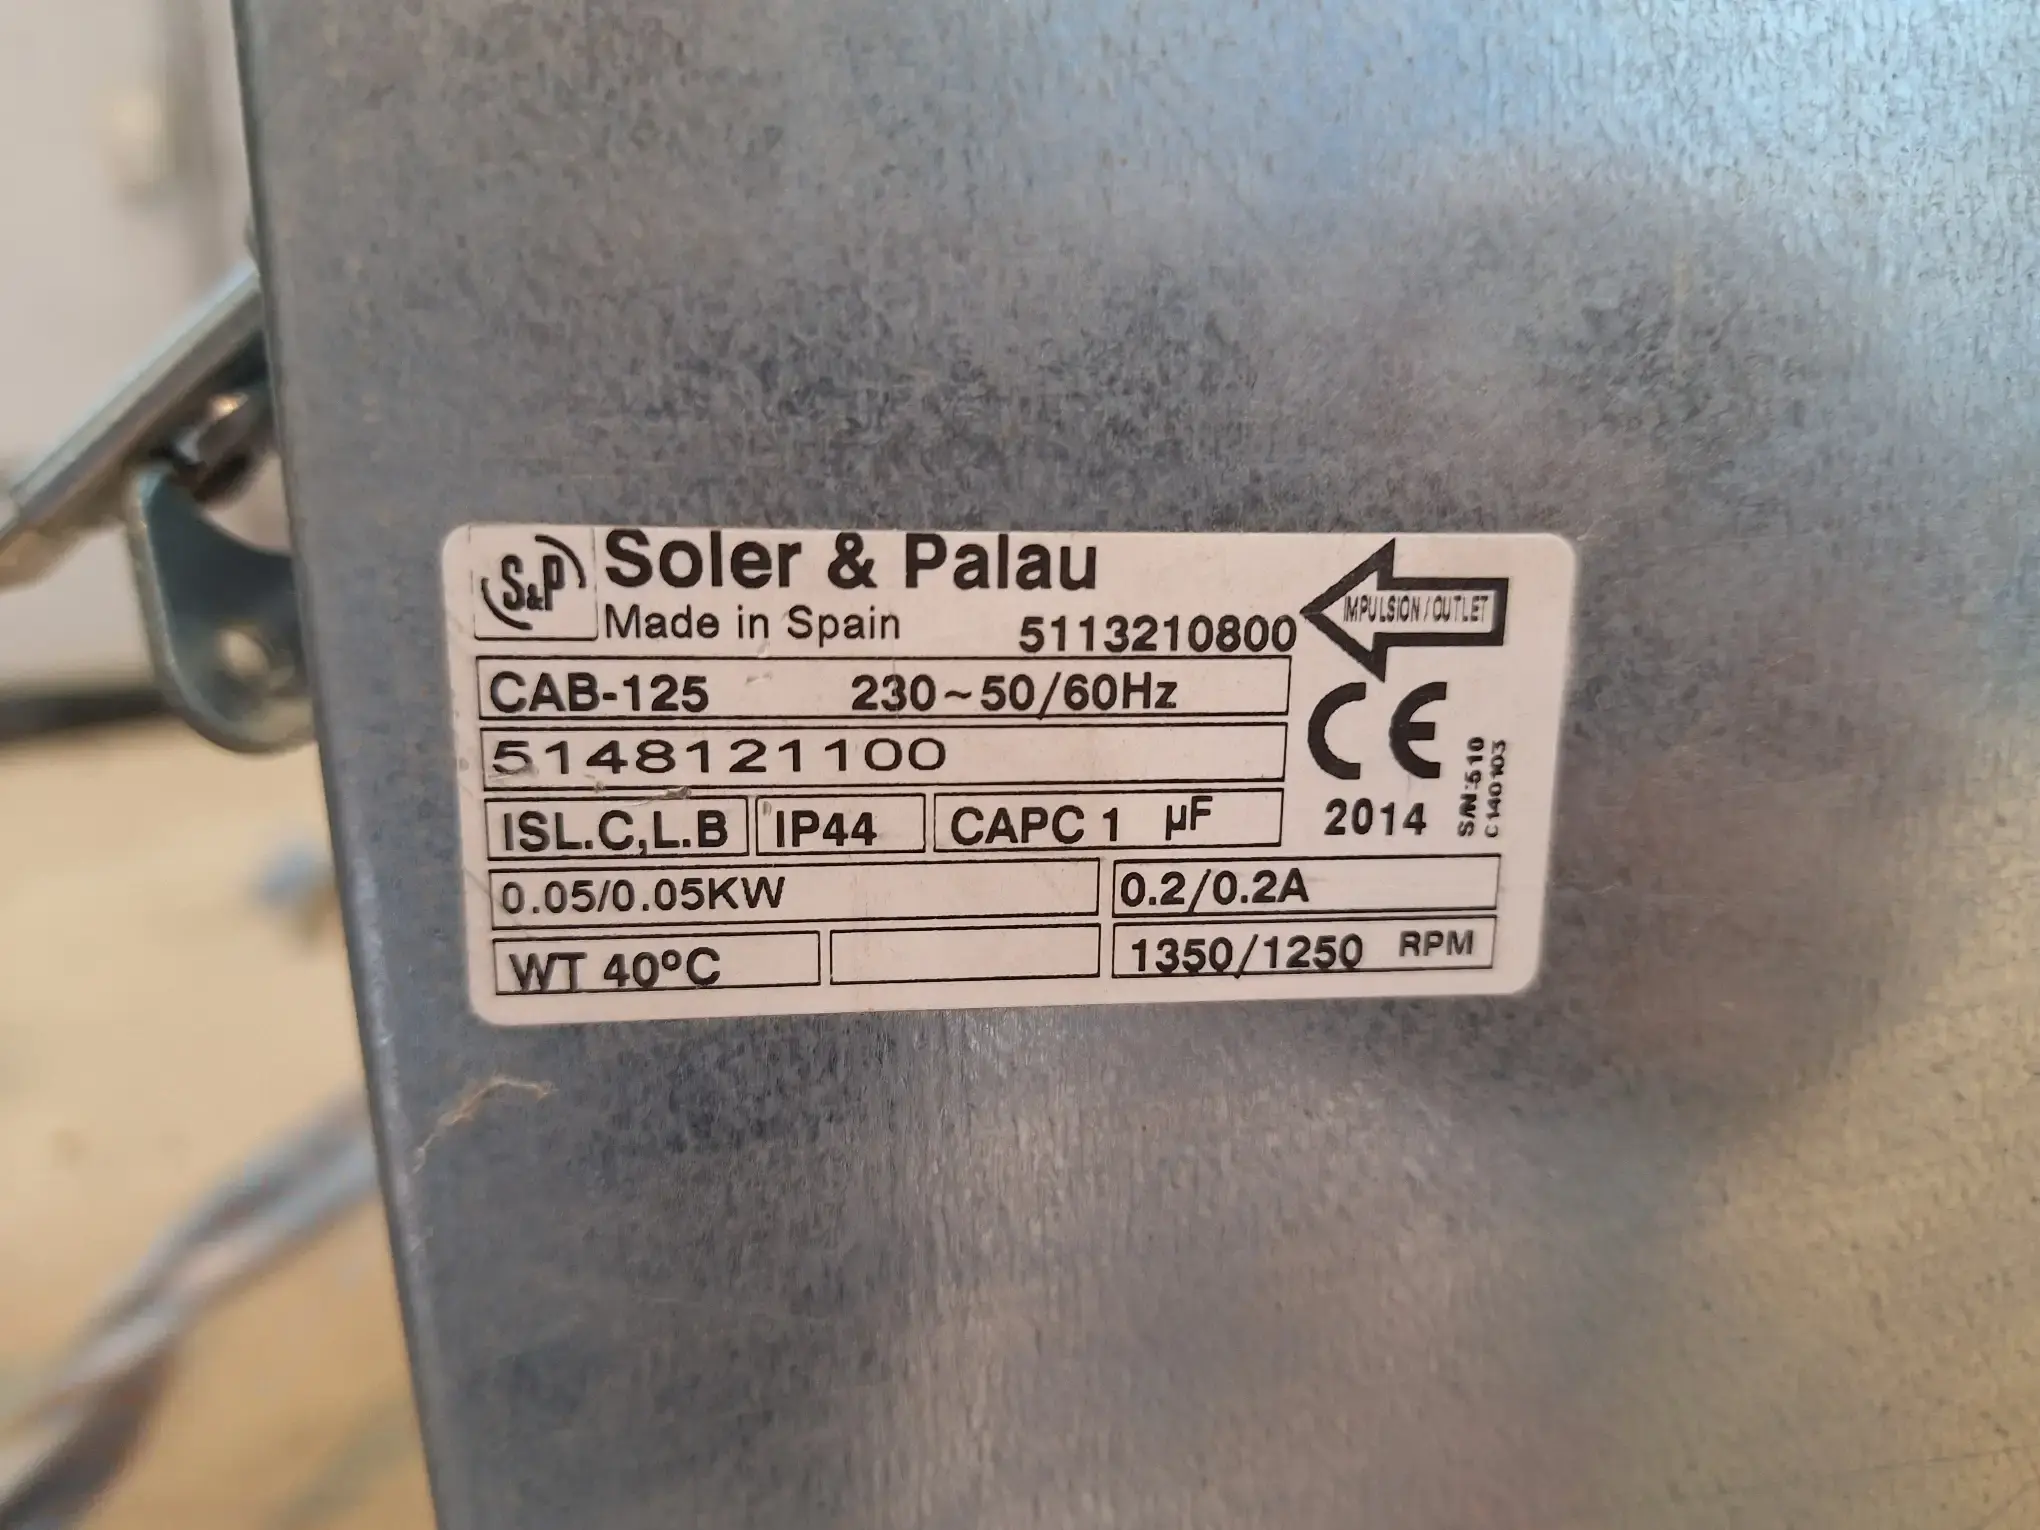 S&P Soler & Palau
Made in Spain 5113210800
IMPULSION/OUTLET
CAB-125 230~50/60Hz
5148121100
CE
ISL.C,L.B IP44 CAPC 1 µF
2014
S/N:510
C140103
0.05/0.05KW 0.2/0.2A
WT 40ºC 1350/1250 RPM